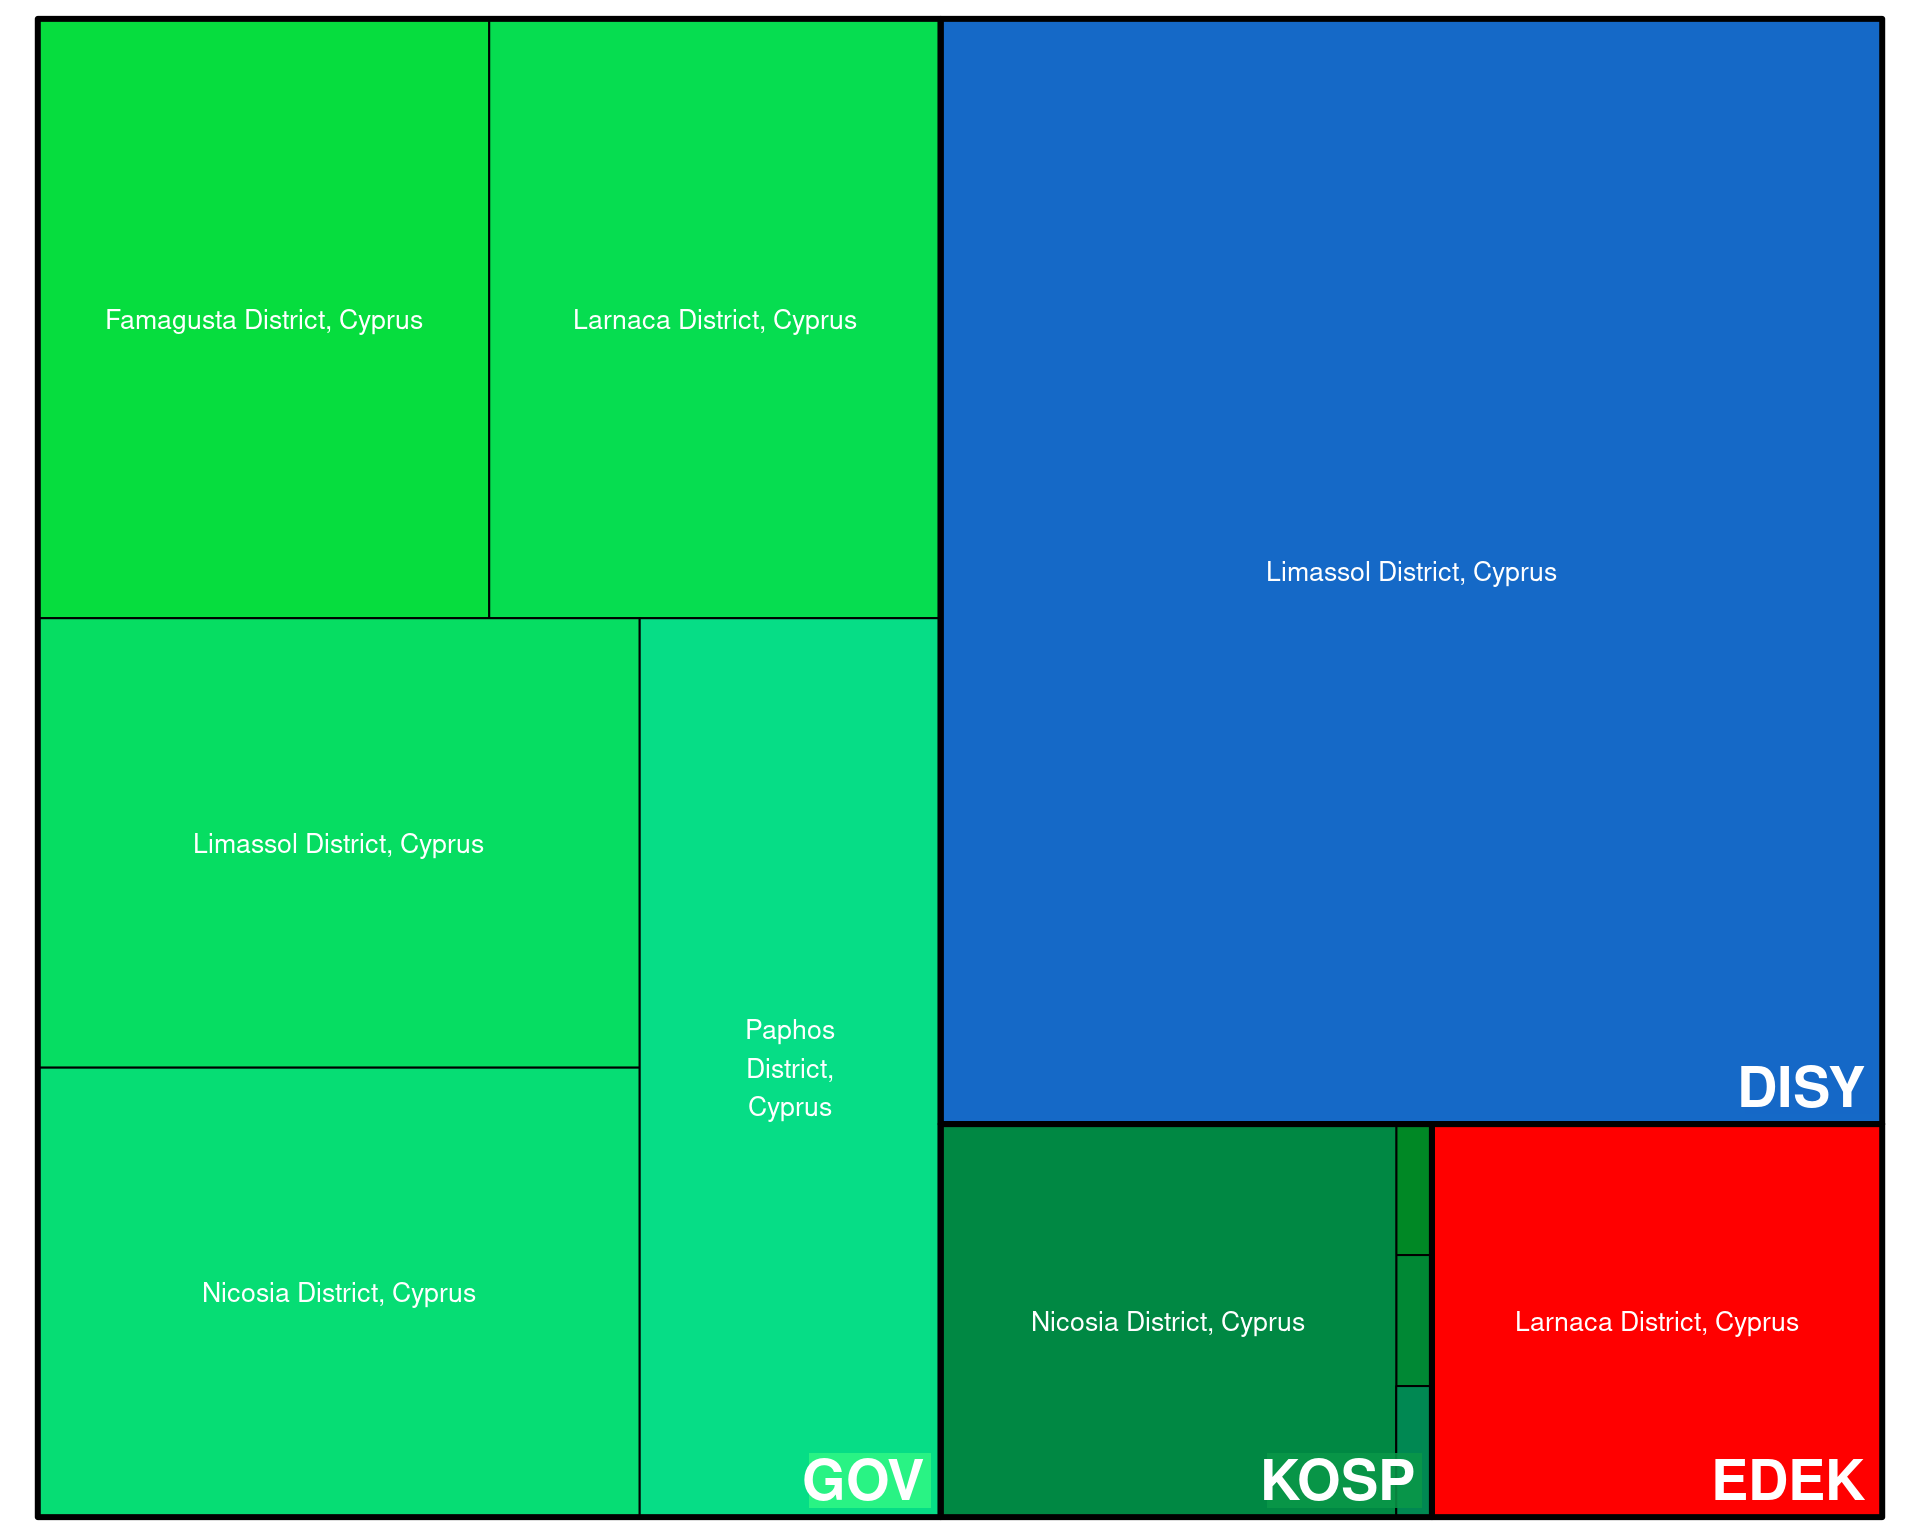 Famagusta District, Cyprus
Larnaca District, Cyprus
Limassol District, Cyprus
Nicosia District, Cyprus
Paphos
District,
Cyprus
GOV
Limassol District, Cyprus
DISY
Nicosia District, Cyprus
KOSP
Larnaca District, Cyprus
EDEK